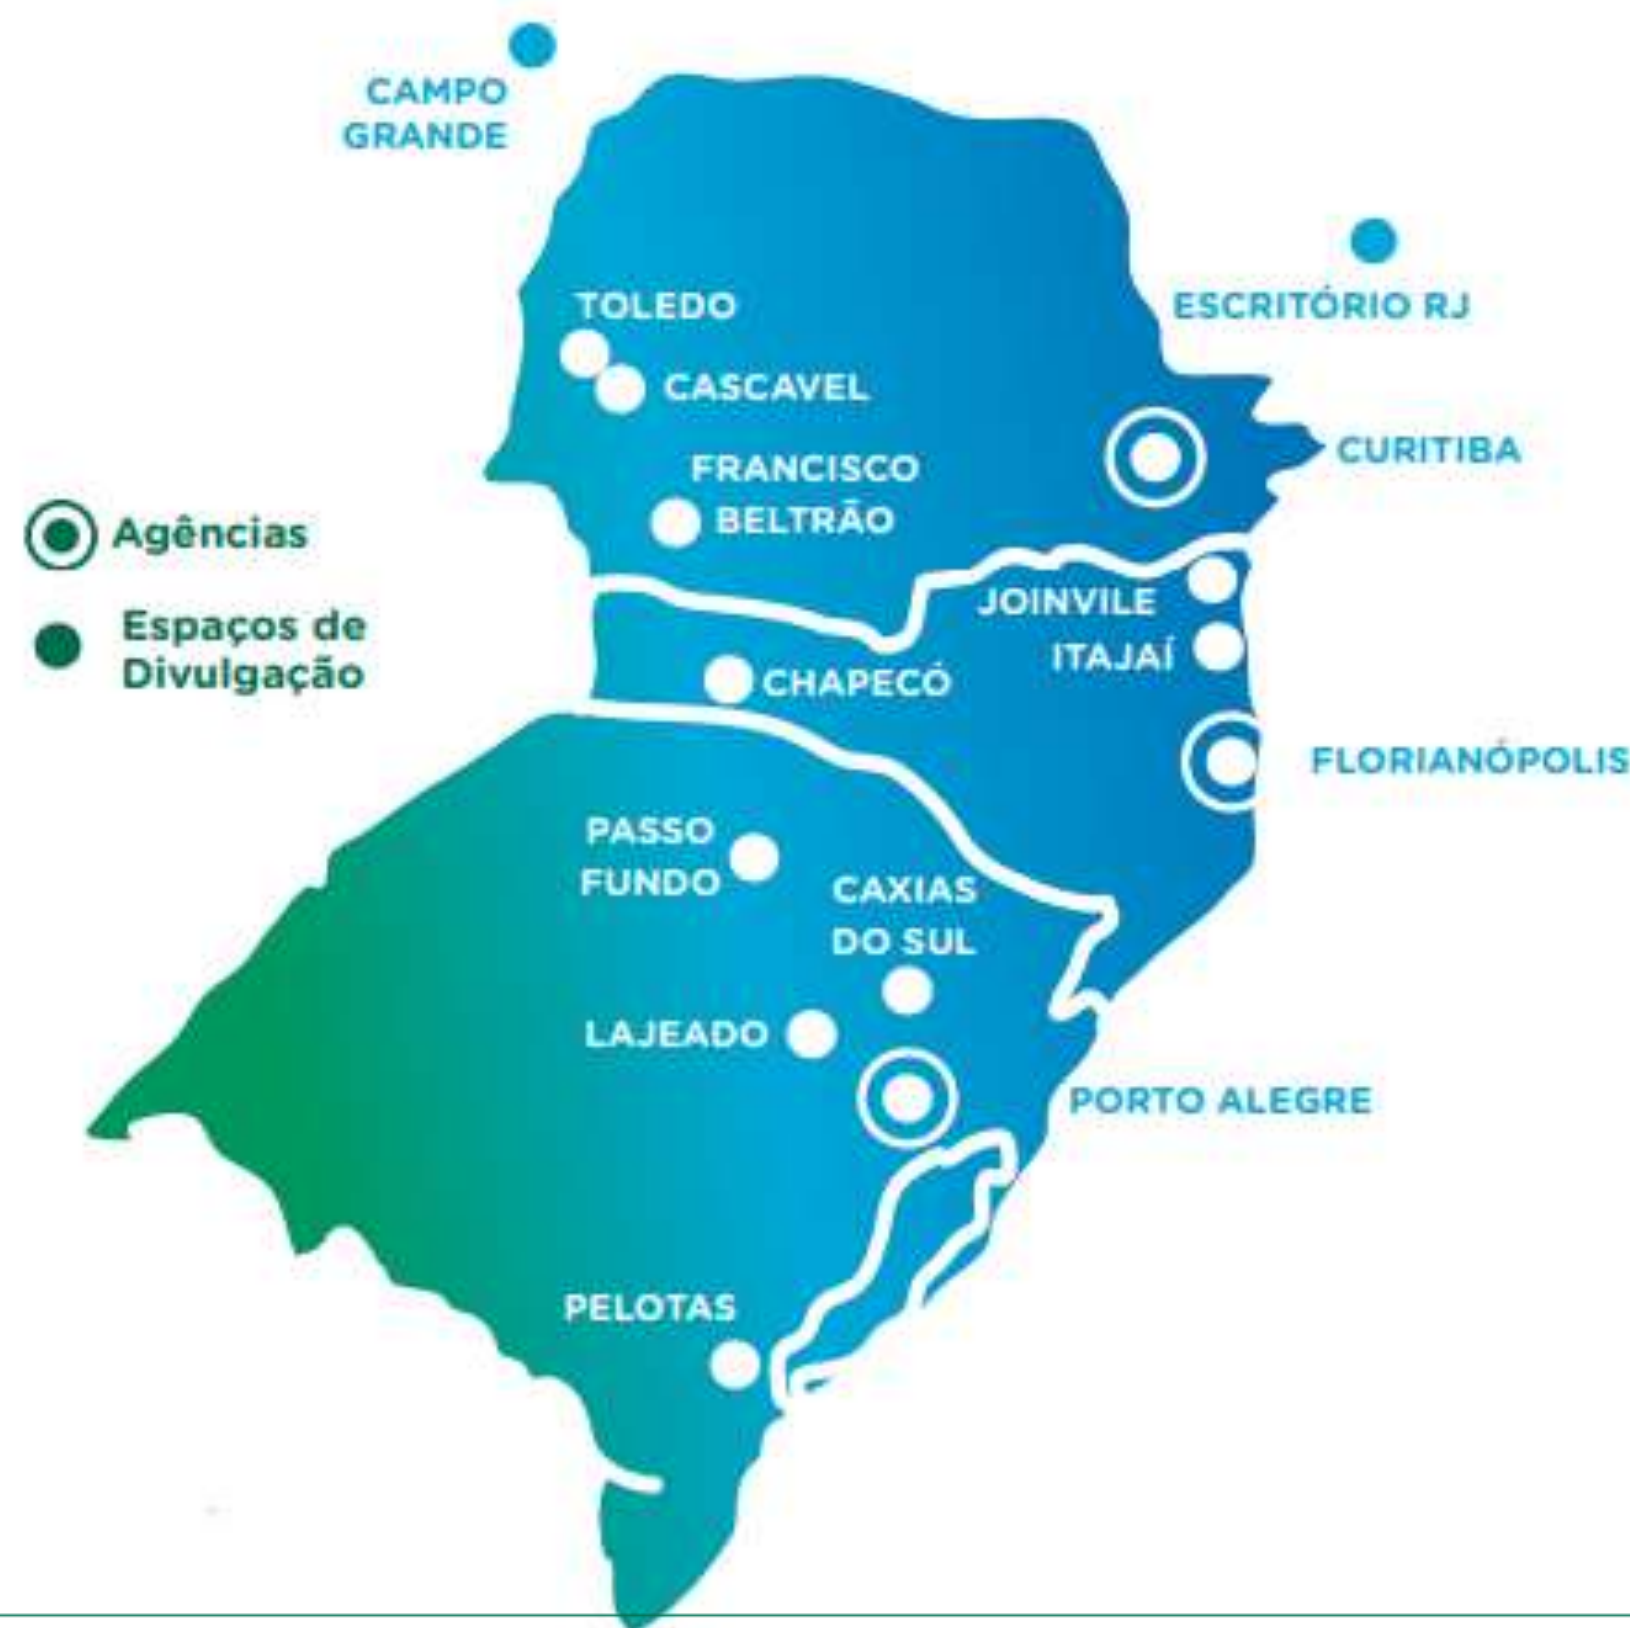 CAMPO
GRANDE
TOLEDO
ESCRITÓRIO RJ
CASCAVEL
CURITIBA
FRANCISCO
BELTRÃO
Agências
Espaços de
Divulgação
JOINVILE
ITAJAÍ
CHAPECÓ
FLORIANÓPOLIS
PASSO
FUNDO
CAXIAS
DO SUL
LAJEADO
PORTO ALEGRE
PELOTAS